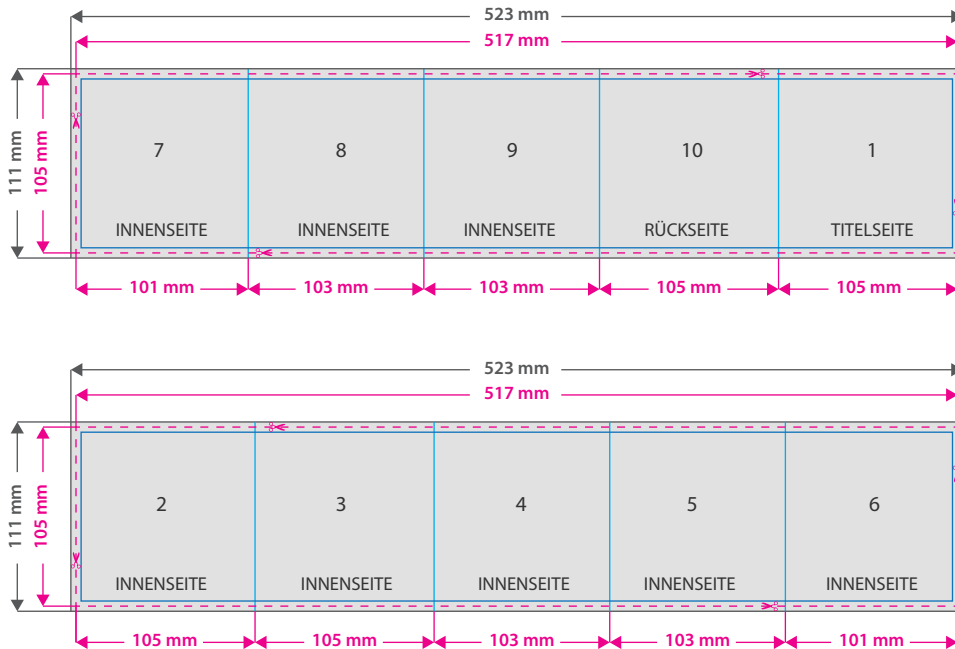 523 mm
517 mm
111 mm
105 mm
7
8
9
10
1
INNENSEITE
INNENSEITE
INNENSEITE
RÜCKSEITE
TITELSEITE
101 mm
103 mm
103 mm
105 mm
105 mm
523 mm
517 mm
111 mm
105 mm
2
3
4
5
6
INNENSEITE
INNENSEITE
INNENSEITE
INNENSEITE
INNENSEITE
105 mm
105 mm
103 mm
103 mm
101 mm